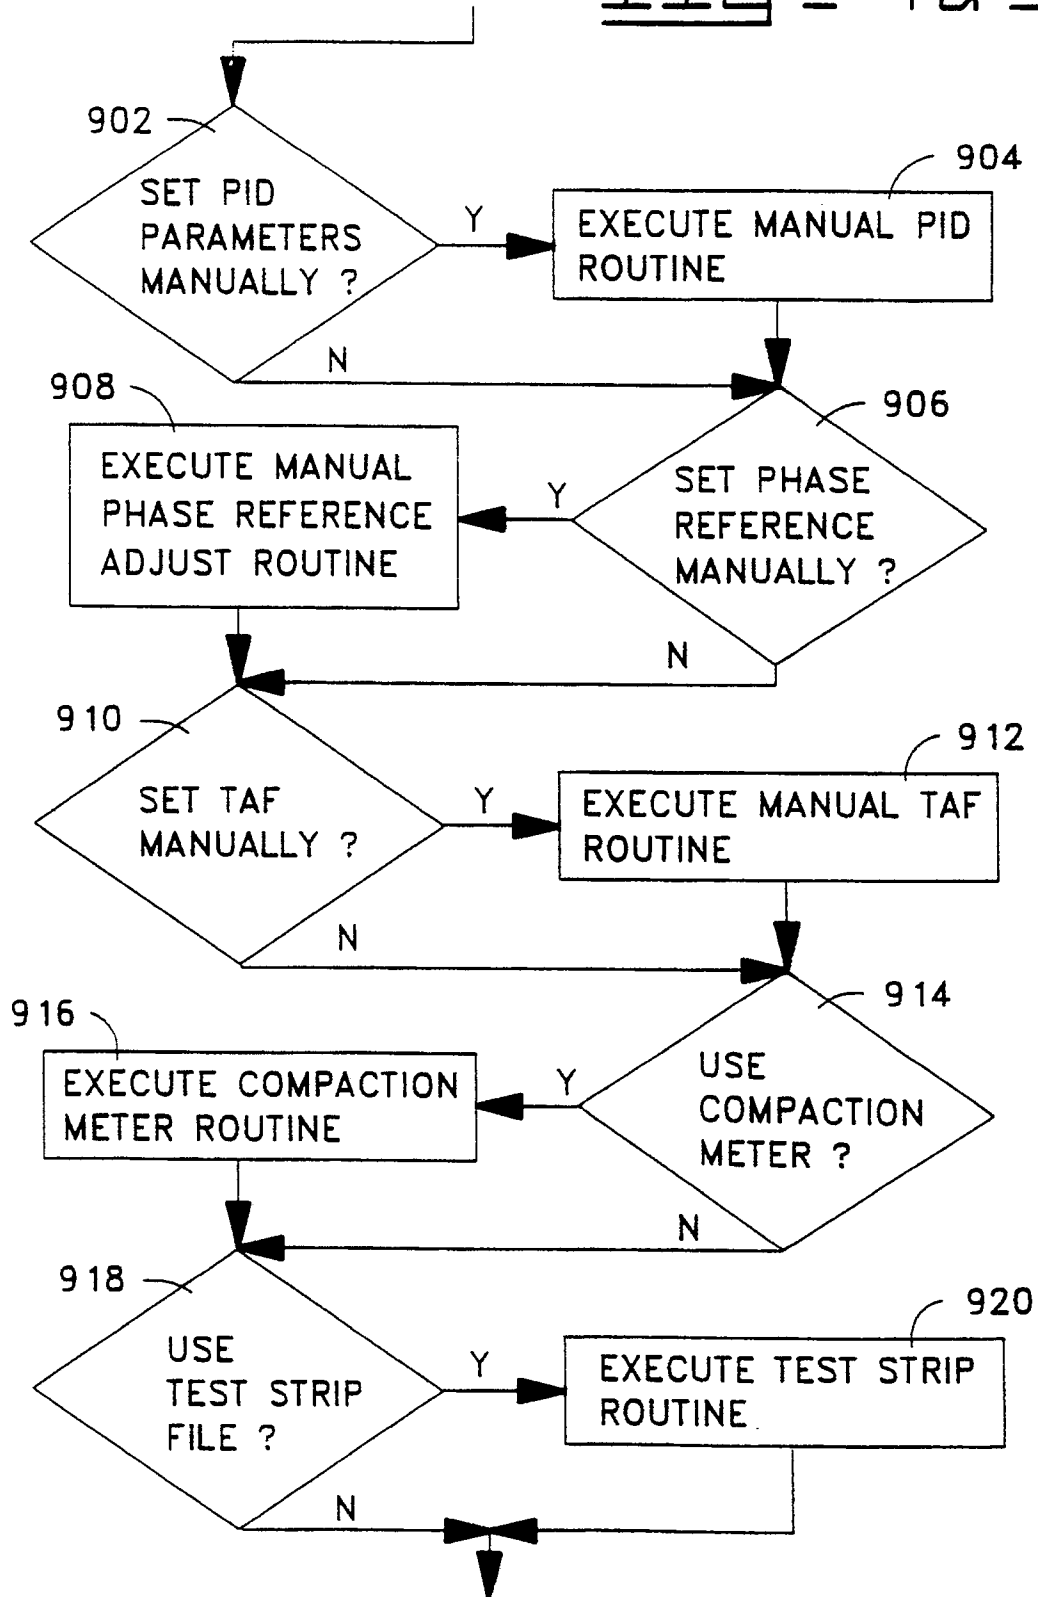 902
SET PID
PARAMETERS
MANUALLY ?
Y
904
EXECUTE MANUAL PID
ROUTINE
N
908
906
EXECUTE MANUAL
PHASE REFERENCE
ADJUST ROUTINE
Y
SET PHASE
REFERENCE
MANUALLY ?
N
910
SET TAF
MANUALLY ?
Y
912
EXECUTE MANUAL TAF
ROUTINE
N
916
914
EXECUTE COMPACTION
METER ROUTINE
Y
USE
COMPACTION
METER ?
N
918
USE
TEST STRIP
FILE ?
Y
920
EXECUTE TEST STRIP
ROUTINE
N